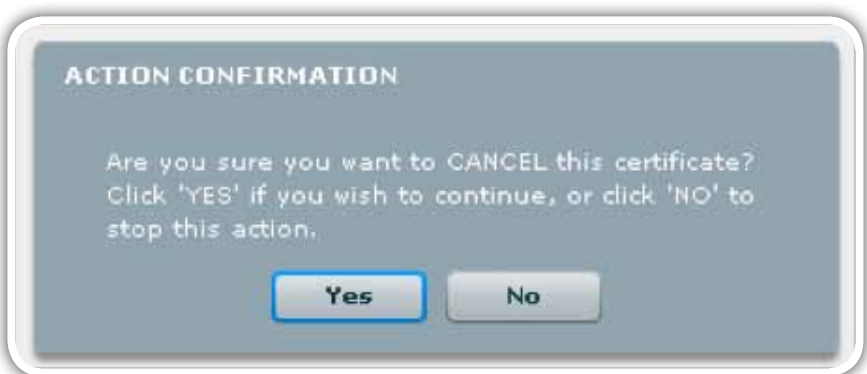 ACTION CONFIRMATION
Are you sure you want to CANCEL this certificate?
Click 'YES' if you wish to continue, or click 'NO' to
stop this action.
Yes
No